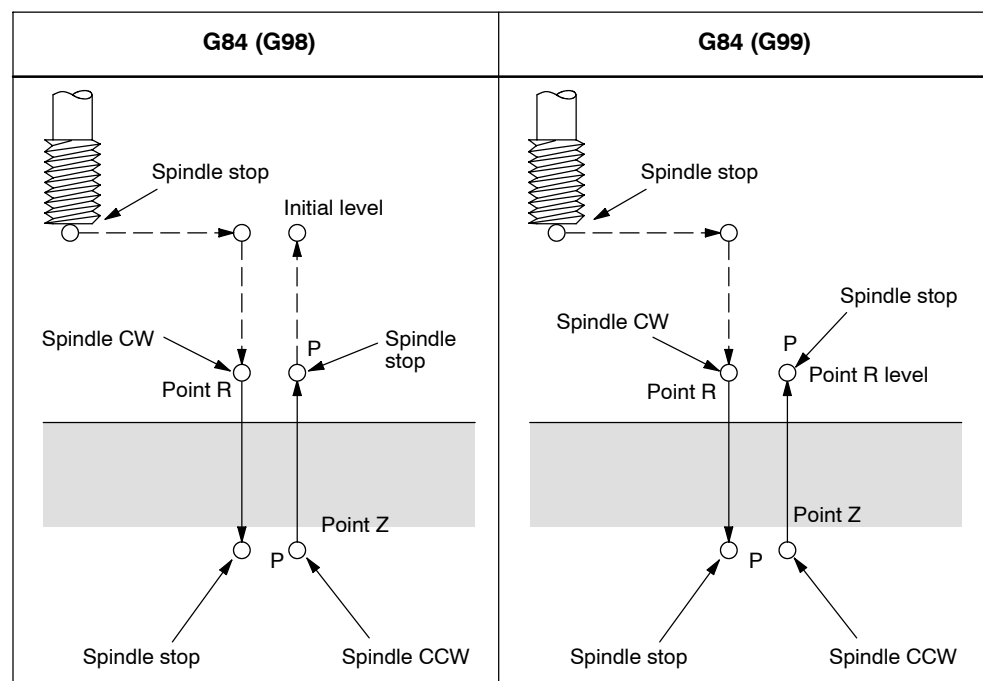 G84 (G98)
G84 (G99)
Spindle stop
Initial level
Spindle CW
P
Spindle
stop
Point R
Point Z
P
Spindle stop
Spindle CCW
Spindle stop
Spindle stop
Spindle CW
P
Point R
Point R level
Point Z
P
Spindle stop
Spindle CCW